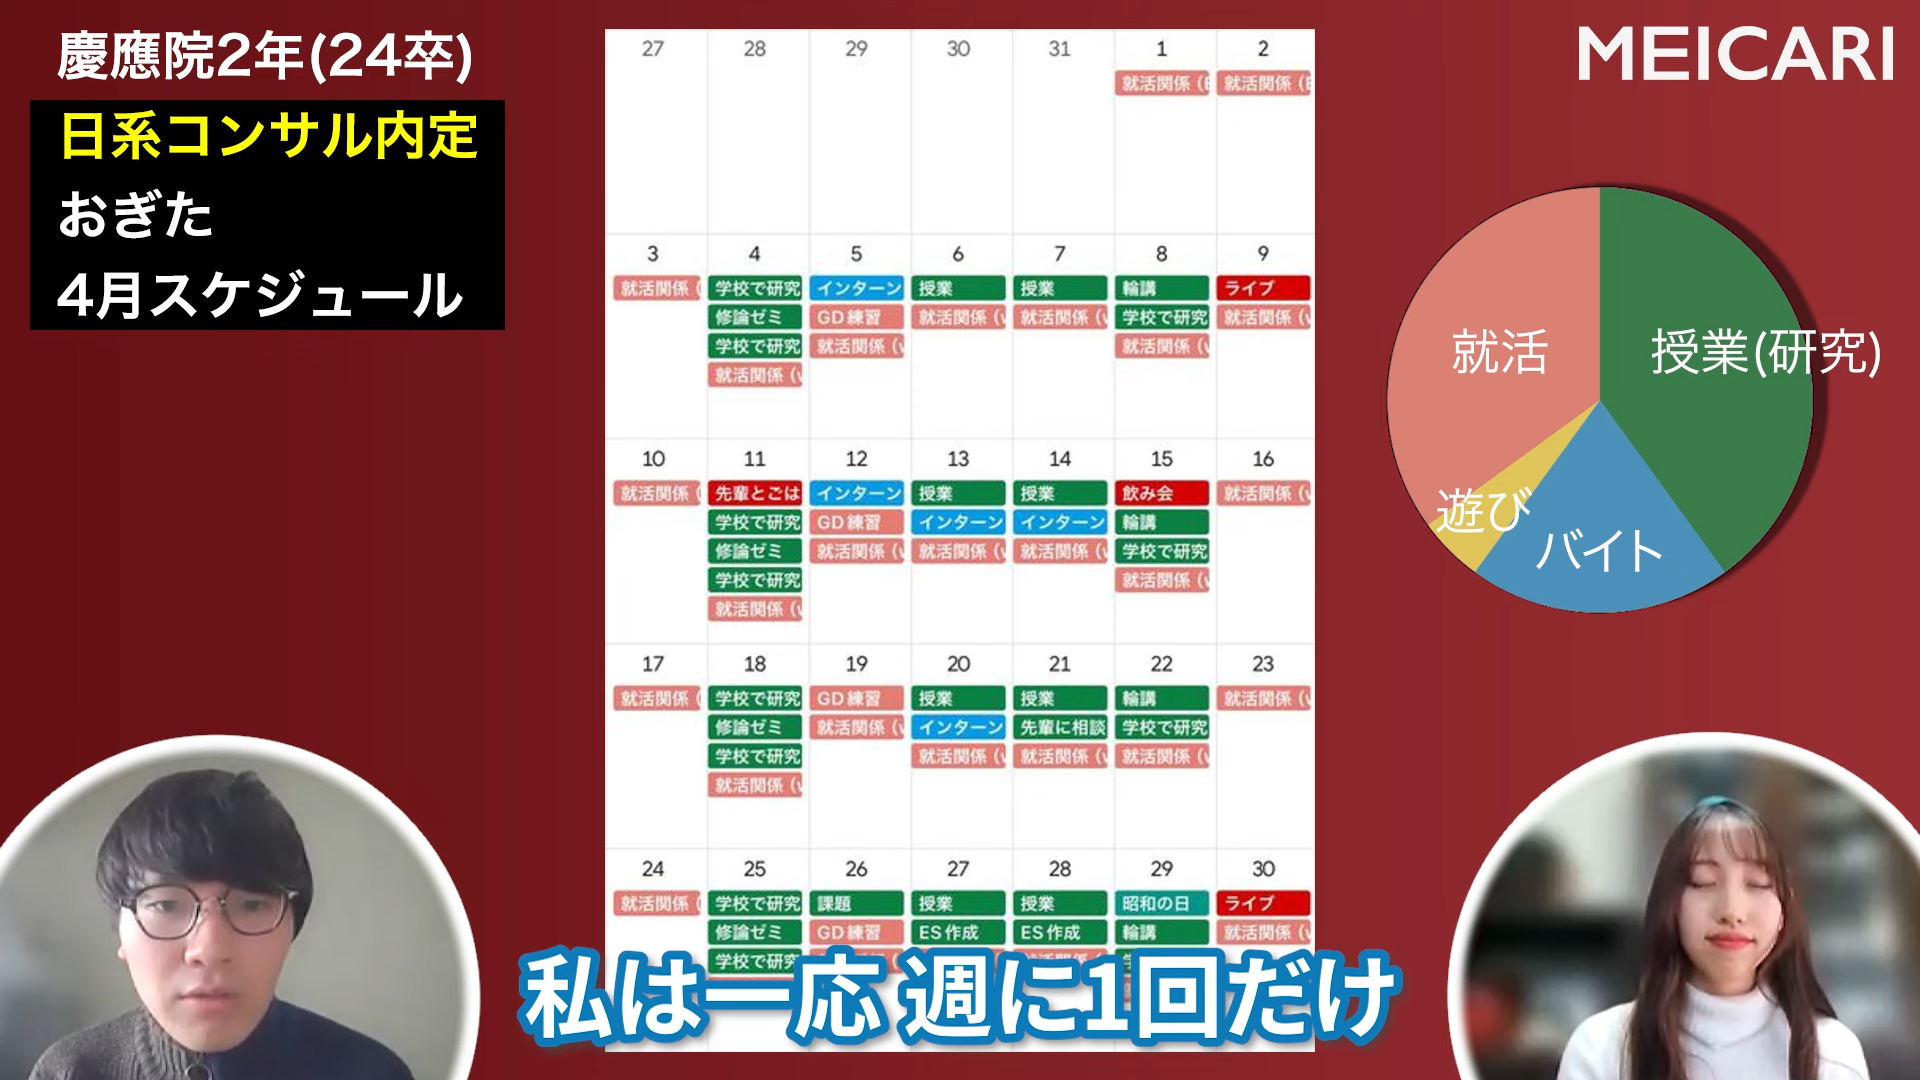 慶應院2年(24卒)
日系コンサル内定
おぎた
4月スケジュール
MEICARI
27 28 29 30 31 1 2
就活関係 就活関係
3 4 5 6 7 8 9
就活関係 学校で研究 インターン 授業 授業 輪講 ライブ
修論ゼミ GD練習 就活関係 就活関係 学校で研究 就活関係
学校で研究 就活関係 就活関係
就活関係
10 11 12 13 14 15 16
就活関係 先輩とごは インターン 授業 授業 飲み会 就活関係
学校で研究 GD練習 インターン インターン 輪講
修論ゼミ 就活関係 就活関係 就活関係 学校で研究
学校で研究 就活関係
就活関係
17 18 19 20 21 22 23
就活関係 学校で研究 GD練習 授業 授業 輪講 就活関係
修論ゼミ 就活関係 インターン 先輩に相談 学校で研究
学校で研究 就活関係 就活関係 就活関係
就活関係
24 25 26 27 28 29 30
就活関係 学校で研究 課題 授業 授業 昭和の日 ライブ
修論ゼミ GD練習 ES作成 ES作成 輪講 就活関係
学校で研
就活
授業(研究)
遊び
バイト
私は一応 週に1回だけ